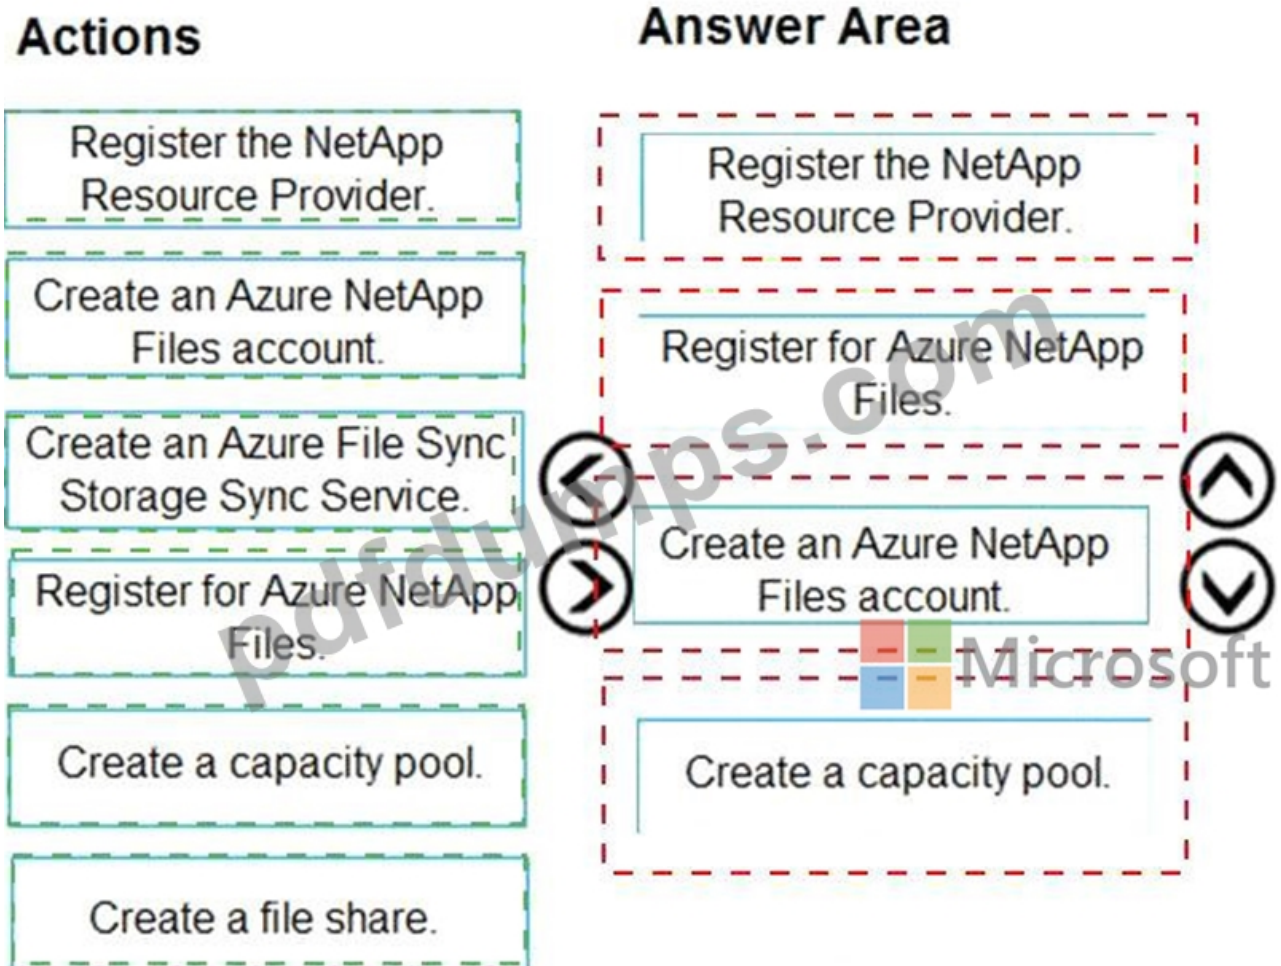 Actions
Register the NetApp
Resource Provider.
Create an Azure NetApp
Files account.
Create an Azure File Sync
Storage Sync Service.
Register for Azure NetApp
Files.
Create a capacity pool.
Create a file share.
Answer Area
Register the NetApp
Resource Provider.
Register for Azure NetApp
Files.
Create an Azure NetApp
Files account.
Create a capacity pool.
pdfdumps.com
Microsoft